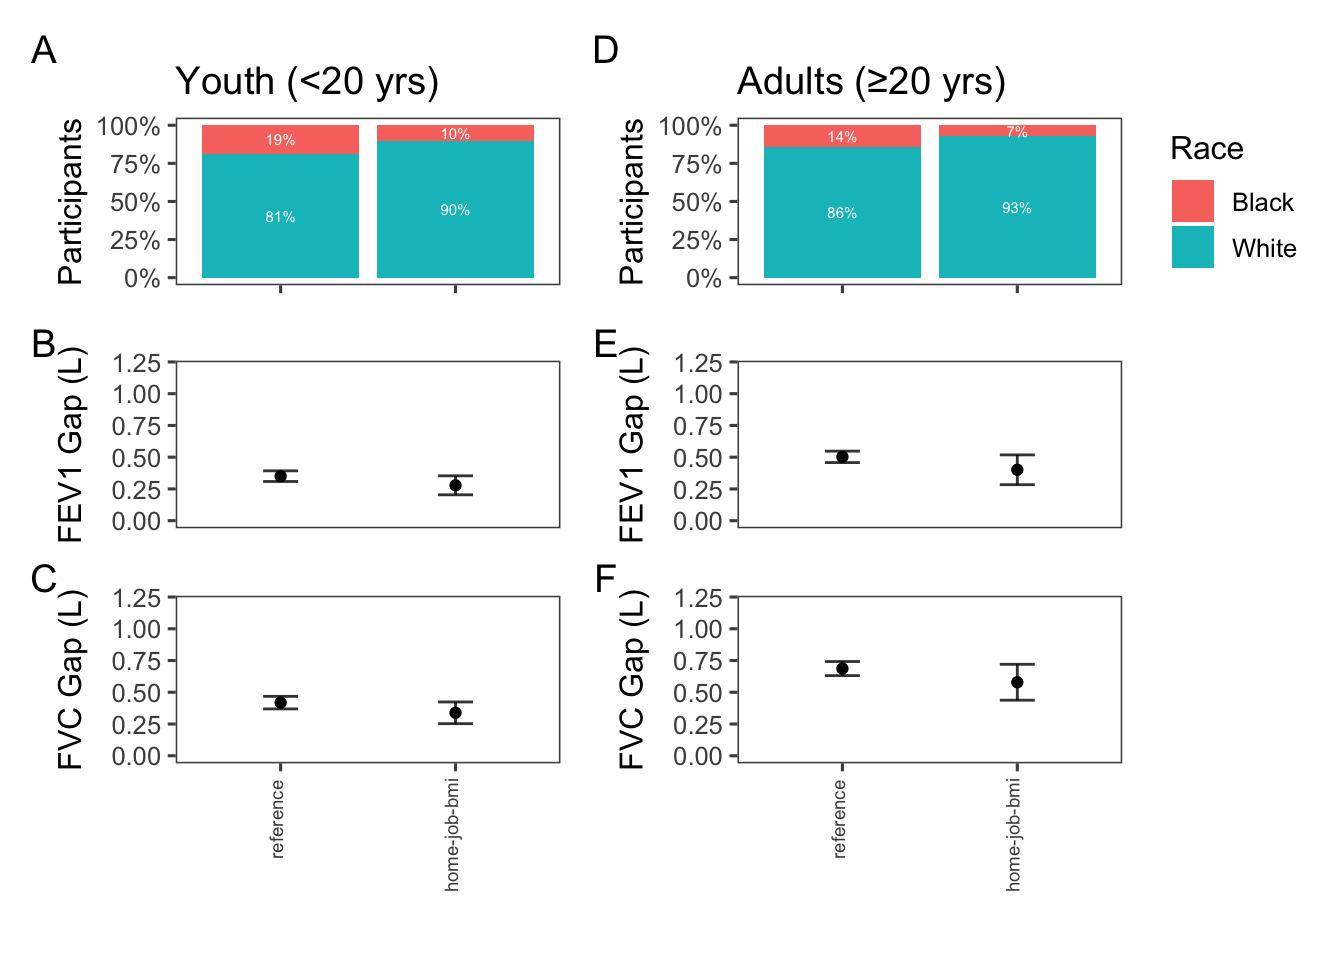 A
D
Youth (<20 yrs)
Adults (≥20 yrs)
Participants
100%
75%
50%
25%
0%
19%
81%
10%
90%
Participants
100%
75%
50%
25%
0%
14%
86%
7%
93%
Race
Black
White
B
FEV1 Gap (L)
1.25
1.00
0.75
0.50
0.25
0.00
E
FEV1 Gap (L)
1.25
1.00
0.75
0.50
0.25
0.00
C
FVC Gap (L)
1.25
1.00
0.75
0.50
0.25
0.00
reference
home-job-bmi
F
FVC Gap (L)
1.25
1.00
0.75
0.50
0.25
0.00
reference
home-job-bmi